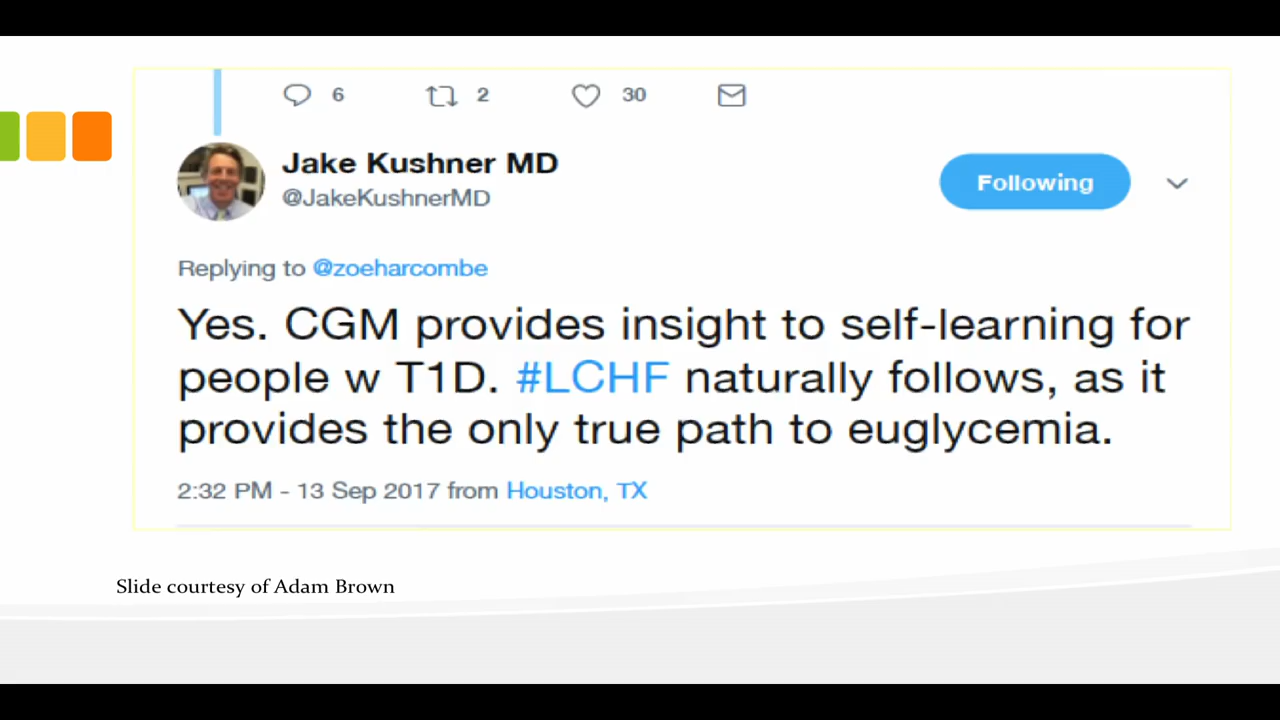 6 2 30
Jake Kushner MD
@JakeKushnerMD
Following
Replying to @zoeharcombe
Yes. CGM provides insight to self-learning for
people w T1D. #LCHF naturally follows, as it
provides the only true path to euglycemia.
2:32 PM - 13 Sep 2017 from Houston, TX
Slide courtesy of Adam Brown